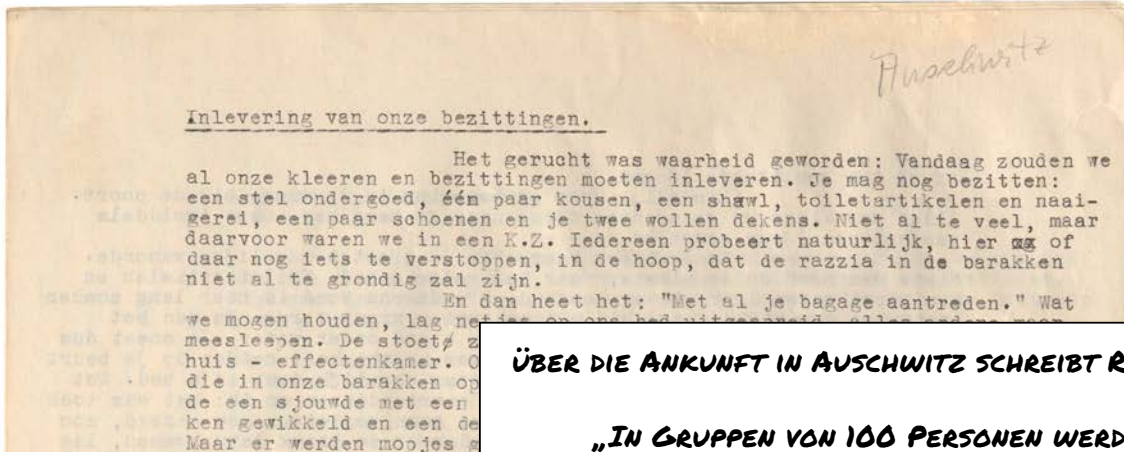 Auschwitz
Inlevering van onze bezittingen.
Het gerucht was waarheid geworden: Vandaag zouden we
al onze kleeren en bezittingen moeten inleveren. Je mag nog bezitten:
een stel ondergoed, één paar kousen, een shawl, toiletartikelen en naai-
gerei, een paar schoenen en je twee wollen dekens. Niet al te veel, maar
daarvoor waren we in een K.Z. Iedereen probeert natuurlijk, hier of
daar nog iets te verstoppen, in de hoop, dat de razzia in de barakken
niet al te grondig zal zijn.
En dan heet het: "Met al je bagage aantreden." Wat
we mogen houden, lag netjes op ons bed uitgespreid, alles andere
meesleepen. De stoet
huis - effectenkamer.
die in onze barakken
de een sjouwde met een
ken gewikkeld en een
Maar er werden mopjes
ÜBER DIE ANKUNFT IN AUSCHWITZ SCHREIBT
„IN GRUPPEN VON 100 PERSONEN